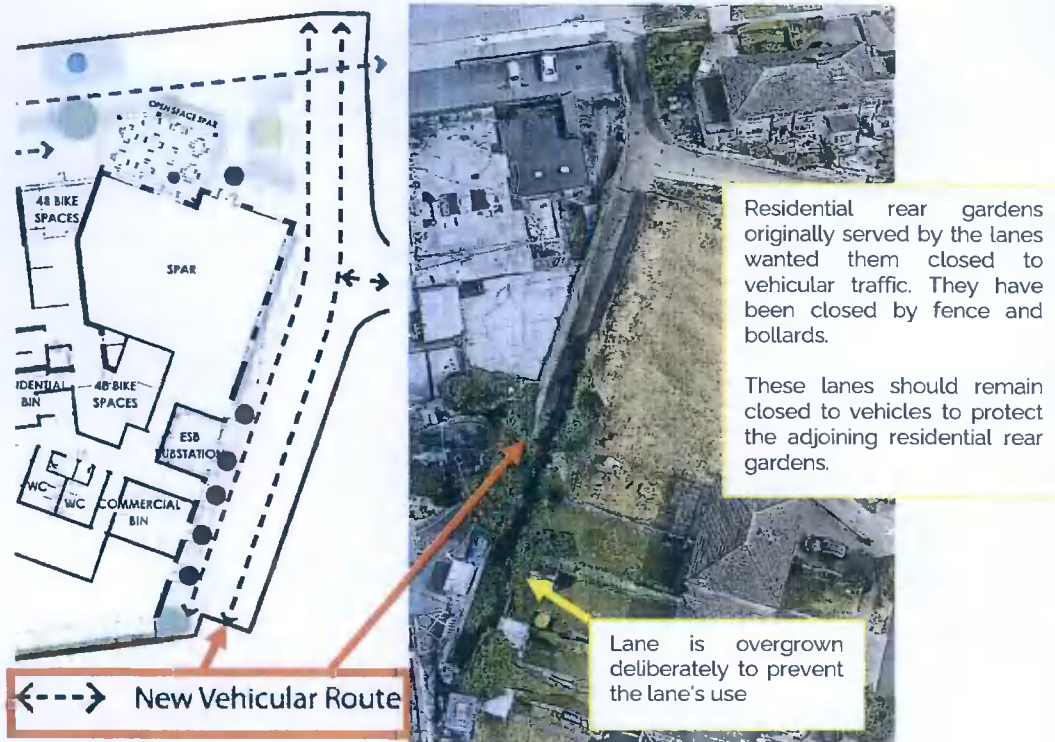 OPEN SPACE SPAR
48 BIKE
SPACES
SPAR
48 BIKE
SPACES
BIN
ESB
SUBSTATION
WC
WC
COMMERCIAL
BIN
New Vehicular Route
Residential rear gardens
originally served by the lanes
wanted them closed to
vehicular traffic. They have
been closed by fence and
bollards.
These lanes should remain
closed to vehicles to protect
the adjoining residential rear
gardens.
Lane is overgrown
deliberately to prevent
the lane's use